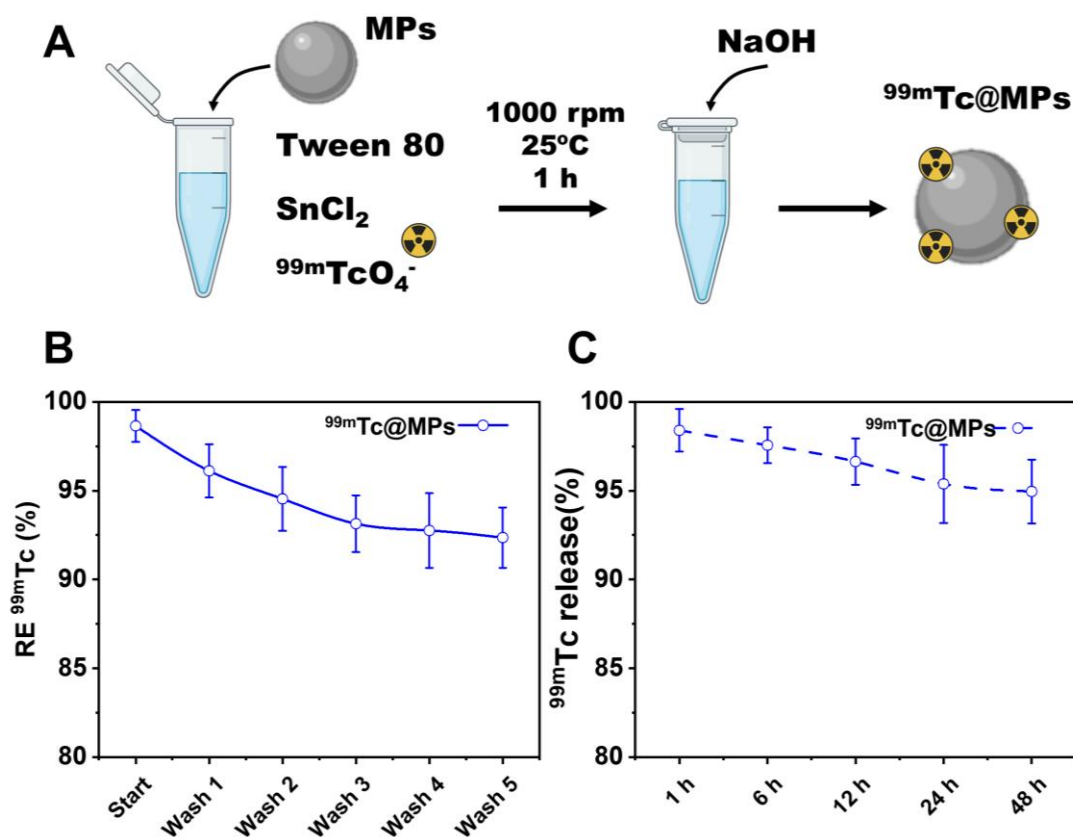 A
MPs
Tween 80
SnCl₂
⁹⁹ᵐTcO₄⁻
1000 rpm
25ºC
1 h
NaOH
⁹⁹ᵐTc@MPs
B
RE ⁹⁹ᵐTc (%)
100
95
90
85
80
⁹⁹ᵐTc@MPs
Start
Wash 1
Wash 2
Wash 3
Wash 4
Wash 5
C
⁹⁹ᵐTc release(%)
100
95
90
85
80
⁹⁹ᵐTc@MPs
1 h
6 h
12 h
24 h
48 h